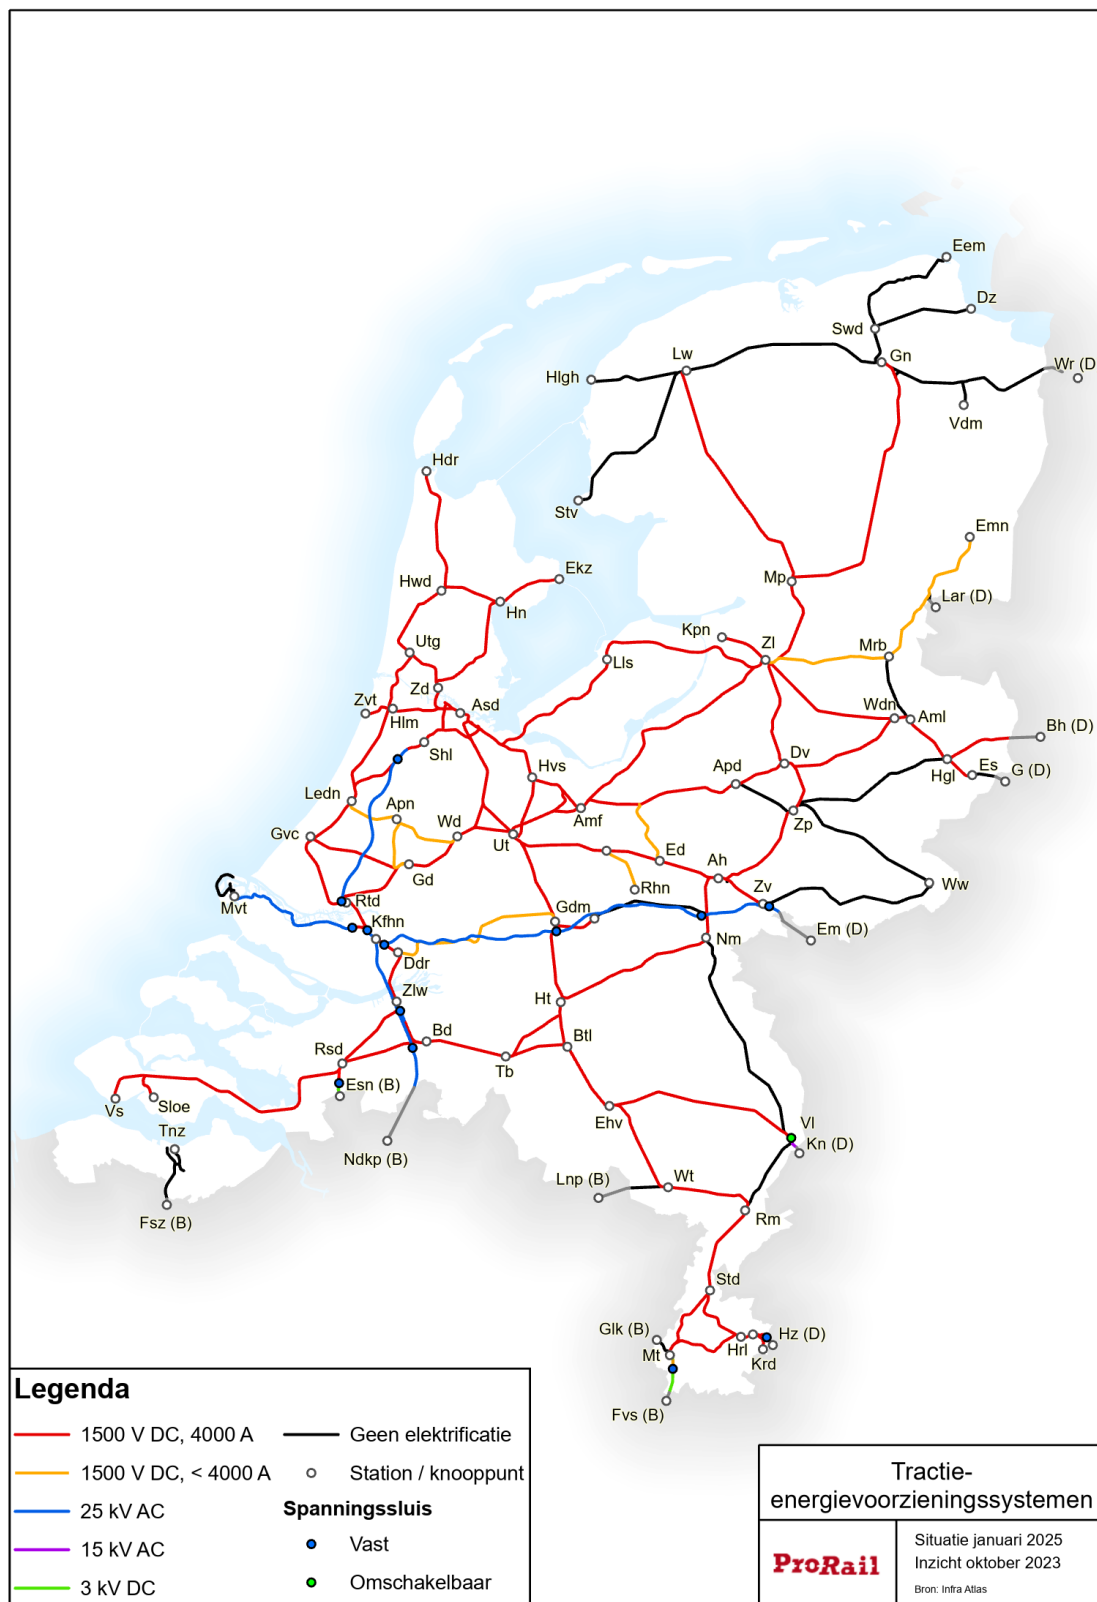 Eem
Dz
Swd
Gn
Lw
Wr (D
Hlgh
Vdm
Hdr
Stv
Emn
Ekz
Mp
Hwd
Lar (D)
Hn
Kpn
Utg
Zl
Mrb
Lls
Zd
Zvt
Asd
Wdn
Hlm
Aml
Bh (D)
Shl
Hvs
Dv
Apd
Es
Hgl
G (D)
Ledn
Apn
Amf
Zp
Gvc
Wd
Ut
Ed
Ah
Gd
Rhn
Zv
Ww
Mvt
Rtd
Kfhn
Gdm
Em (D)
Nm
Ddr
Zlw
Ht
Bd
Btl
Rsd
Tb
Esn (B)
Vs
Sloe
Ehv
Vl
Tnz
Kn (D)
Ndkp (B)
Lnp (B)
Wt
Fsz (B)
Rm
Std
Glk (B)
Hz (D)
Mt
Hrl
Krd
Fvs (B)
Legenda
1500 V DC, 4000 A
1500 V DC, < 4000 A
25 kV AC
15 kV AC
3 kV DC
Geen elektrificatie
Station / knooppunt
Spanningssluis
Vast
Omschakelbaar
Tractie-
energievoorzieningssystemen
ProRail
Situatie januari 2025
Inzicht oktober 2023
Bron: Infra Atlas